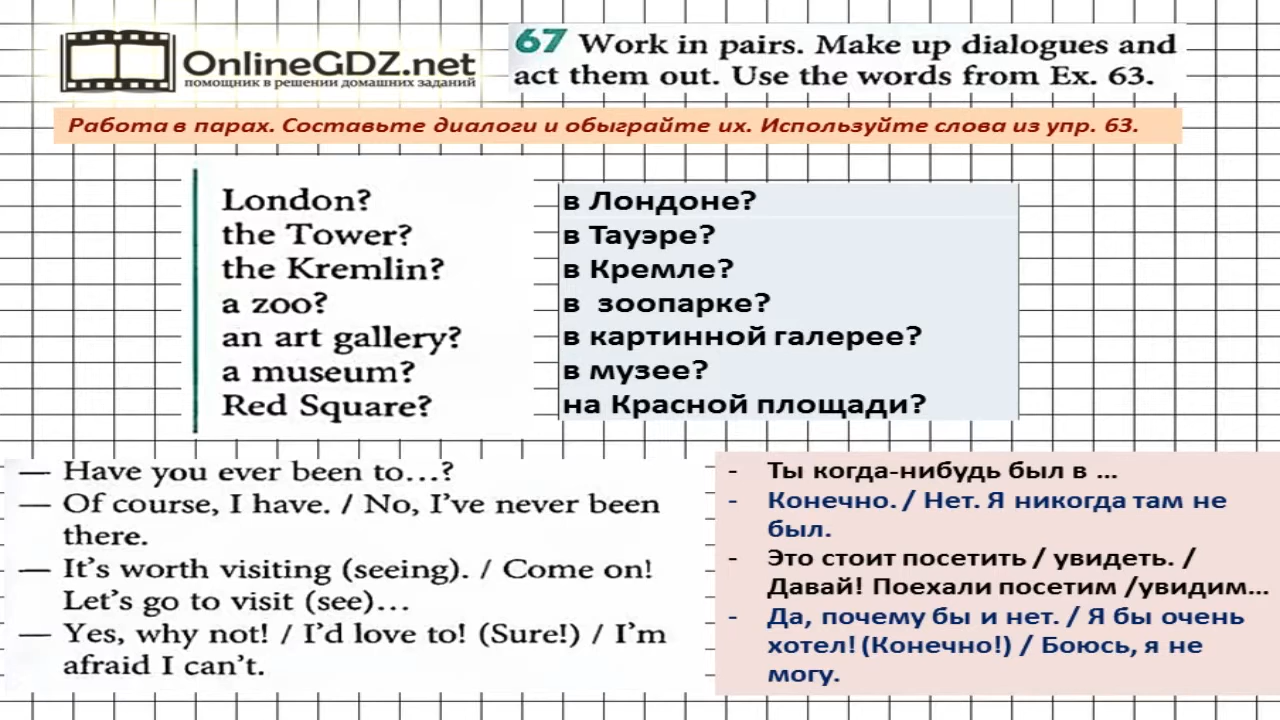 OnlineGDZ.net
помощник в решении домашних заданий
67 Work in pairs. Make up dialogues and
act them out. Use the words from Ex. 63.
Работа в парах. Составьте диалоги и обыграйте их. Используйте слова из упр. 63.
London?
the Tower?
the Kremlin?
a zoo?
an art gallery?
a museum?
Red Square?
в Лондоне?
в Тауэре?
в Кремле?
в зоопарке?
в картинной галерее?
в музее?
на Красной площади?
— Have you ever been to...?
— Of course, I have. / No, I've never been
there.
— It's worth visiting (seeing). / Come on!
Let's go to visit (see)...
— Yes, why not! / I'd love to! (Sure!) / I'm
afraid I can't.
- Ты когда-нибудь был в ...
- Конечно. / Нет. Я никогда там не
был.
- Это стоит посетить / увидеть. /
Давай! Поехали посетим /увидим...
- Да, почему бы и нет. / Я бы очень
хотел! (Конечно!) / Боюсь, я не
могу.